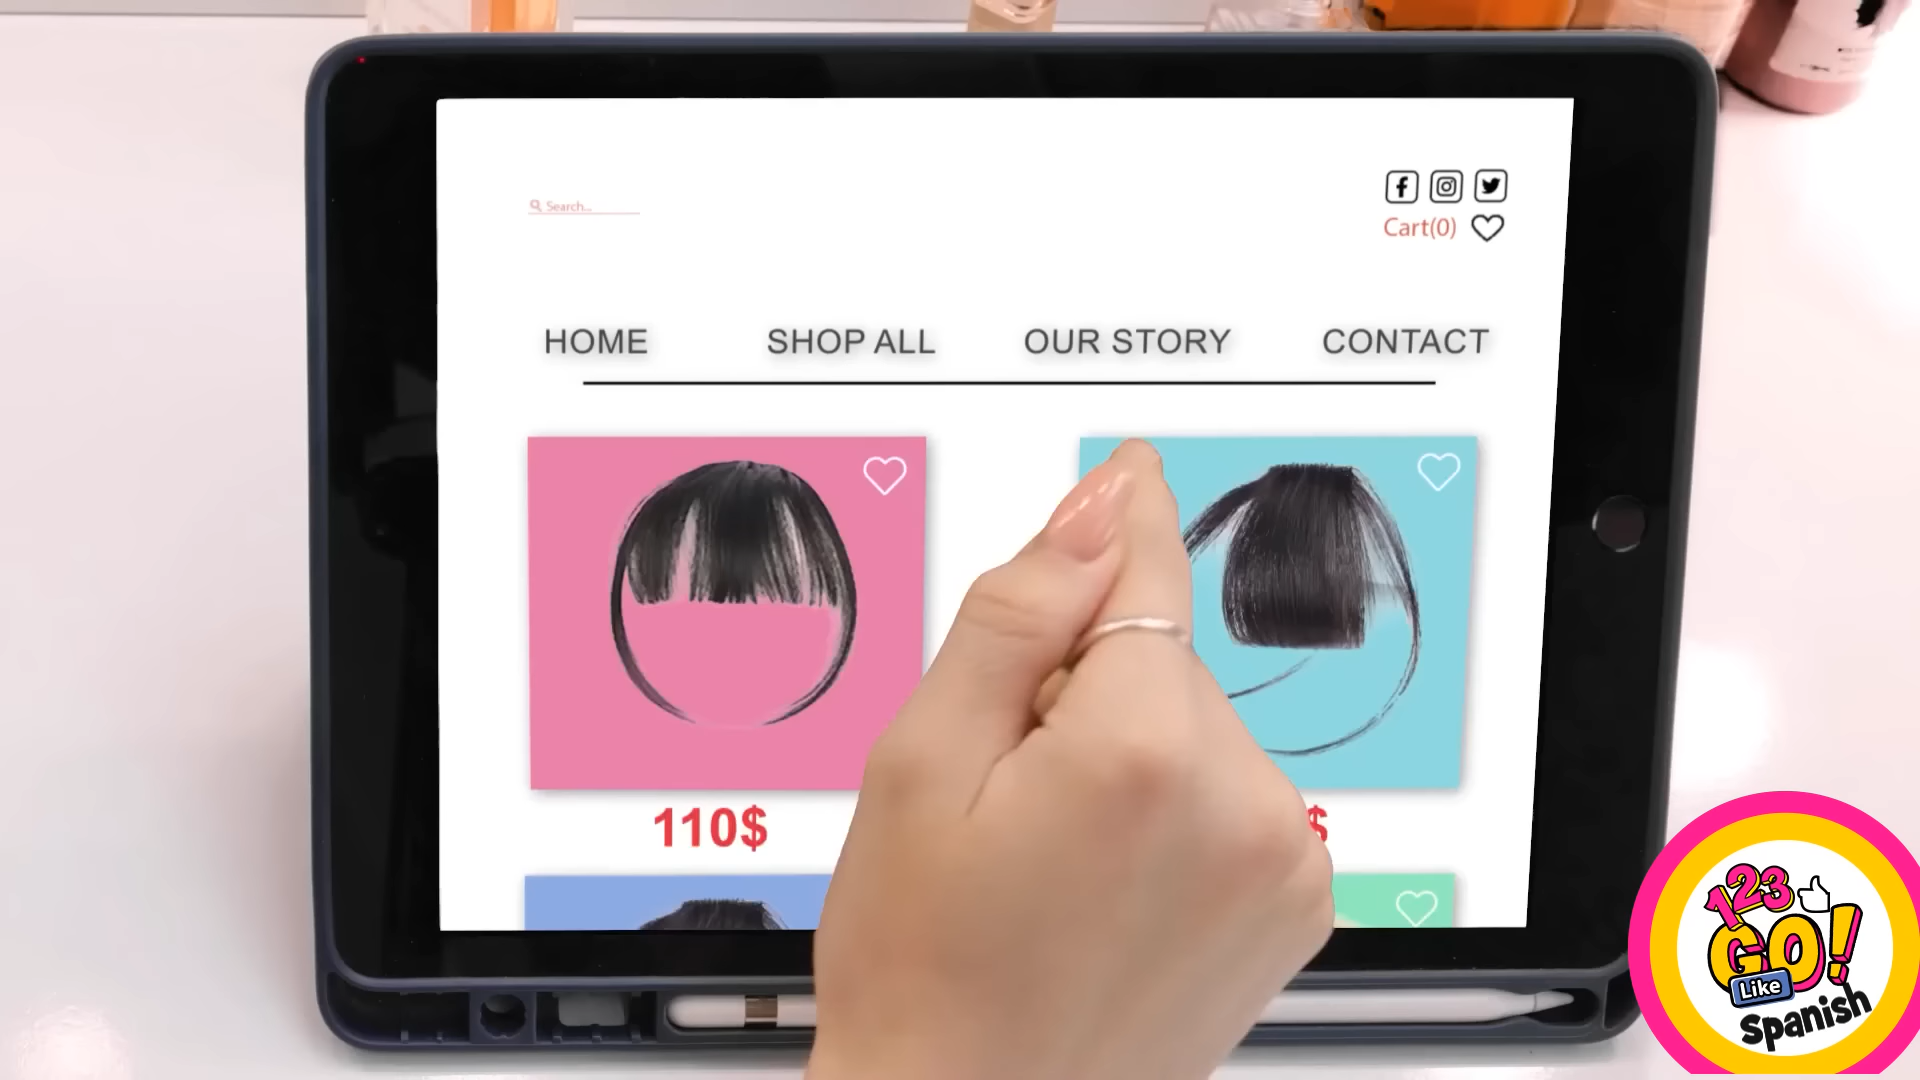 Search...
Cart(0)
HOME SHOP ALL OUR STORY CONTACT
110$
$
123
GO!
Like
Spanish